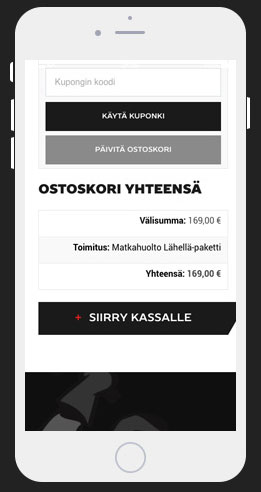 Kupongin koodi
KÄYTÄ KUPONKI
PÄIVITÄ OSTOSKORI
OSTOSKORI YHTEENSÄ
Välisumma: 169,00 €
Toimitus: Matkahuolto Lähellä-paketti
Yhteensä: 169,00 €
+ SIIRRY KASSALLE